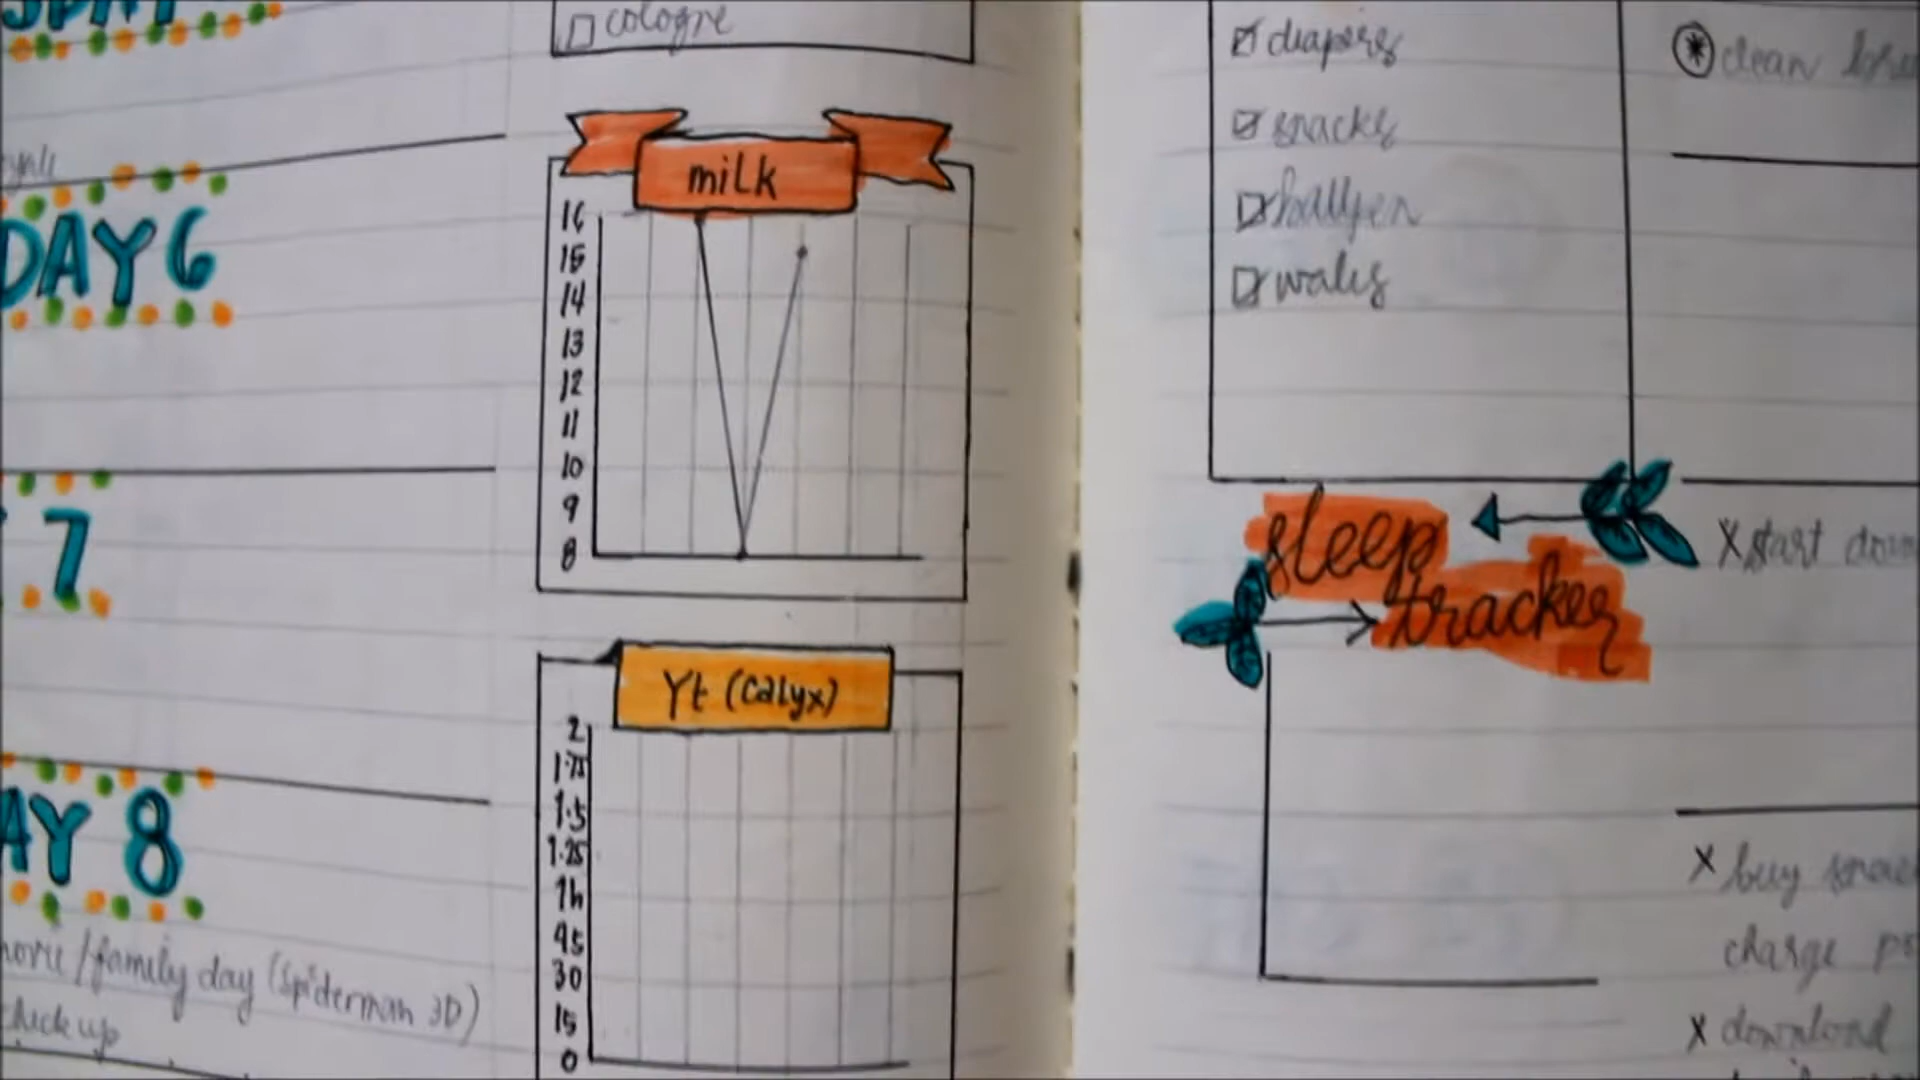 cologne
DAY 6
7
AY 8
/family day (Spiderman 3D)
check up
milk
16
15
14
13
12
11
10
9
8
Yt (Calyx)
2
1.75
1.5
1.25
1h
45
30
15
0
diapers
snacks
ballpen
clean
sleep
tracker
X start
X buy
charge
X download